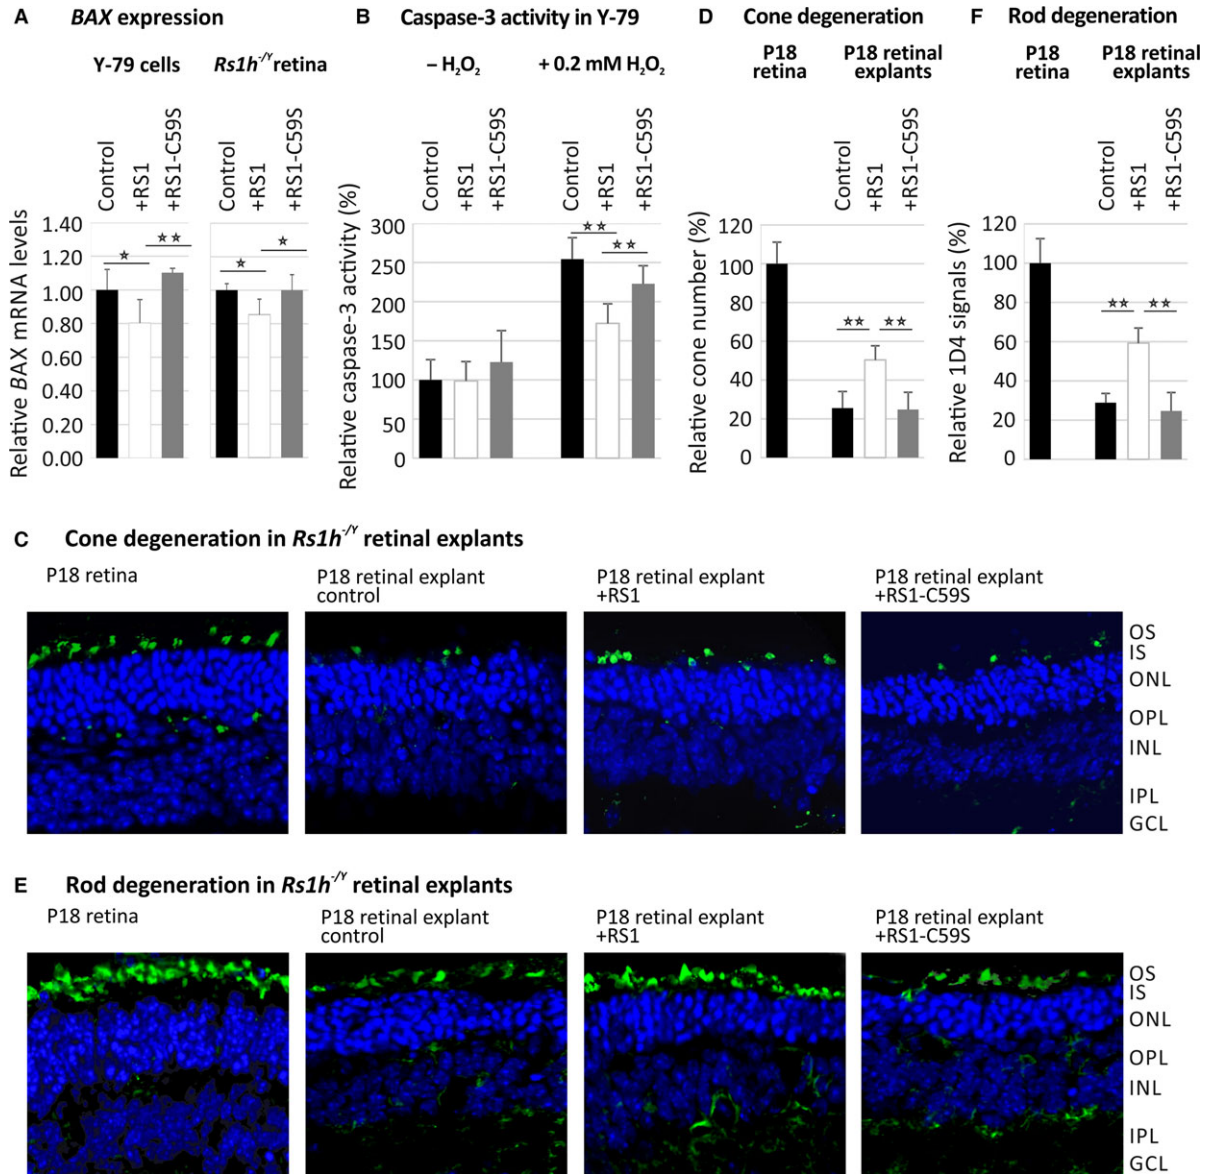 A BAX expression
Y-79 cells
Rs1h-/Y retina
Control
+RS1
+RS1-C59S
Control
+RS1
+RS1-C59S
Relative BAX mRNA levels
1.40
1.20
1.00
0.80
0.60
0.40
0.20
0.00
★
★★
★
★
B Caspase-3 activity in Y-79
– H₂O₂
+ 0.2 mM H₂O₂
Control
+RS1
+RS1-C59S
Control
+RS1
+RS1-C59S
Relative caspase-3 activity (%)
300
250
200
150
100
50
0
★★
★★
D Cone degeneration
P18
retina
P18 retinal
explants
Control
+RS1
+RS1-C59S
Relative cone number (%)
120
100
80
60
40
20
0
★★
★★
F Rod degeneration
P18
retina
P18 retinal
explants
Control
+RS1
+RS1-C59S
Relative 1D4 signals (%)
120
100
80
60
40
20
0
★★
★★
C Cone degeneration in Rs1h-/Y retinal explants
P18 retina
P18 retinal explant
control
P18 retinal explant
+RS1
P18 retinal explant
+RS1-C59S
OS
IS
ONL
OPL
INL
IPL
GCL
E Rod degeneration in Rs1h-/Y retinal explants
P18 retina
P18 retinal explant
control
P18 retinal explant
+RS1
P18 retinal explant
+RS1-C59S
OS
IS
ONL
OPL
INL
IPL
GCL